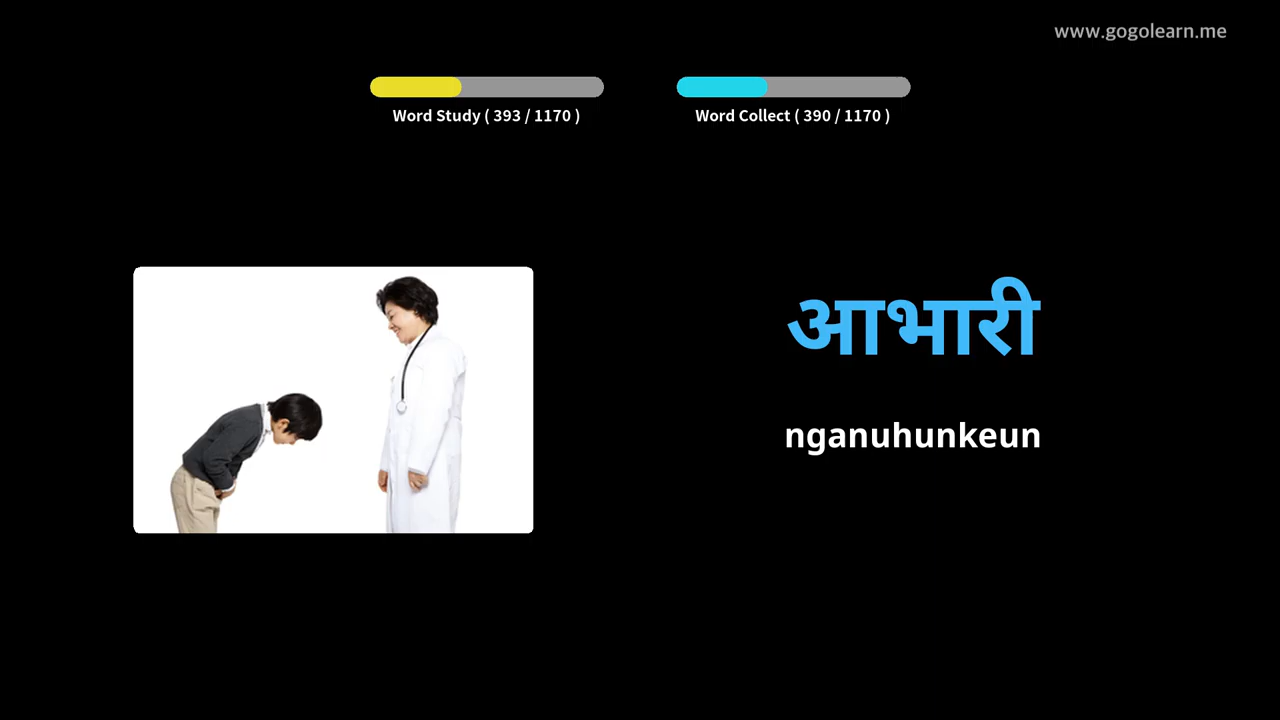 www.gogolearn.me
Word Study ( 393 / 1170 )
Word Collect ( 390 / 1170 )
आभारी
nganuhunkeun